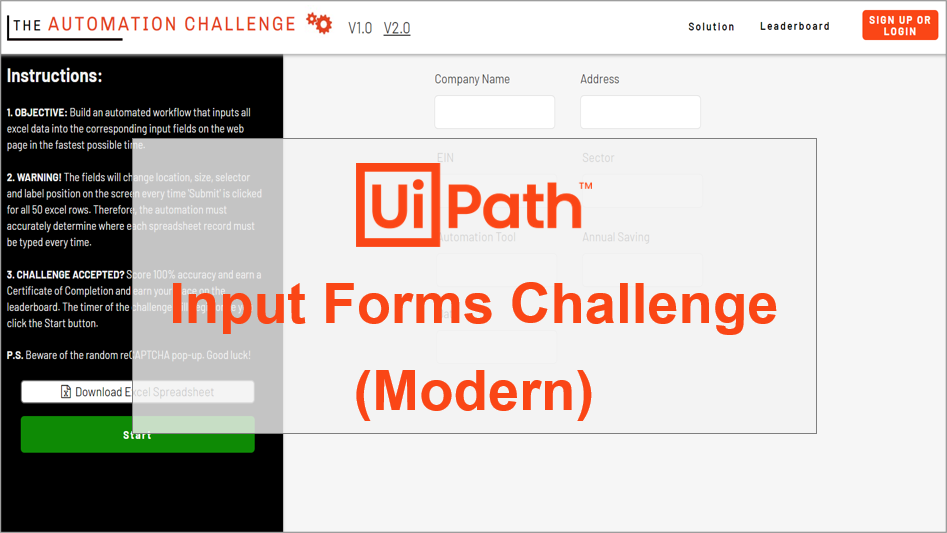 THE AUTOMATION CHALLENGE V1.0 V2.0 Solution Leaderboard SIGN UP OR LOGIN
Instructions:
1. OBJECTIVE: Build an automated workflow that inputs all
excel data into the corresponding input fields on the web
page in the fastest possible time.
2. WARNING! The fields will change location, size, selector
and label position on the screen every time 'Submit' is clicked
for all 50 excel rows. Therefore, the automation must
accurately determine where each spreadsheet record must
be typed every time.
3. CHALLENGE ACCEPTED? Score 100% accuracy and earn a
Certificate of Completion and earn your place on the
leaderboard. The timer of the challenge will
click the Start button.
P.S. Beware of the random reCAPTCHA pop-up. Good luck!
Download Excel Spreadsheet
Start
Company Name Address
EIN Sector
Automation Tool Annual Saving
UiPath™
Input Forms Challenge
(Modern)